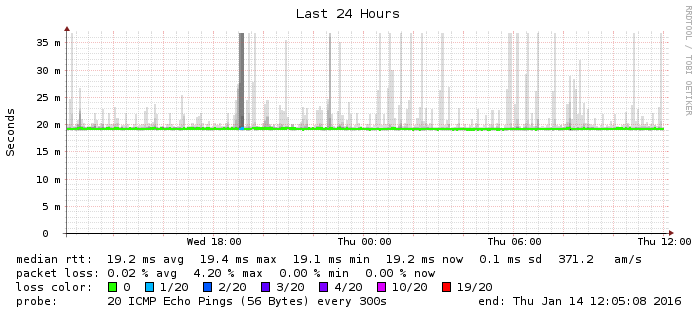 Last 24 Hours
RRDTOOL / TOBI OETIKER
Seconds
35 m
30 m
25 m
20 m
15 m
10 m
5 m
0
Wed 18:00 Thu 00:00 Thu 06:00 Thu 12:00
median rtt: 19.2 ms avg 19.4 ms max 19.1 ms min 19.2 ms now 0.1 ms sd 371.2 am/s
packet loss: 0.02 % avg 4.20 % max 0.00 % min 0.00 % now
loss color: 0 1/20 2/20 3/20 4/20 10/20 19/20
probe: 20 ICMP Echo Pings (56 Bytes) every 300s end: Thu Jan 14 12:05:08 2016